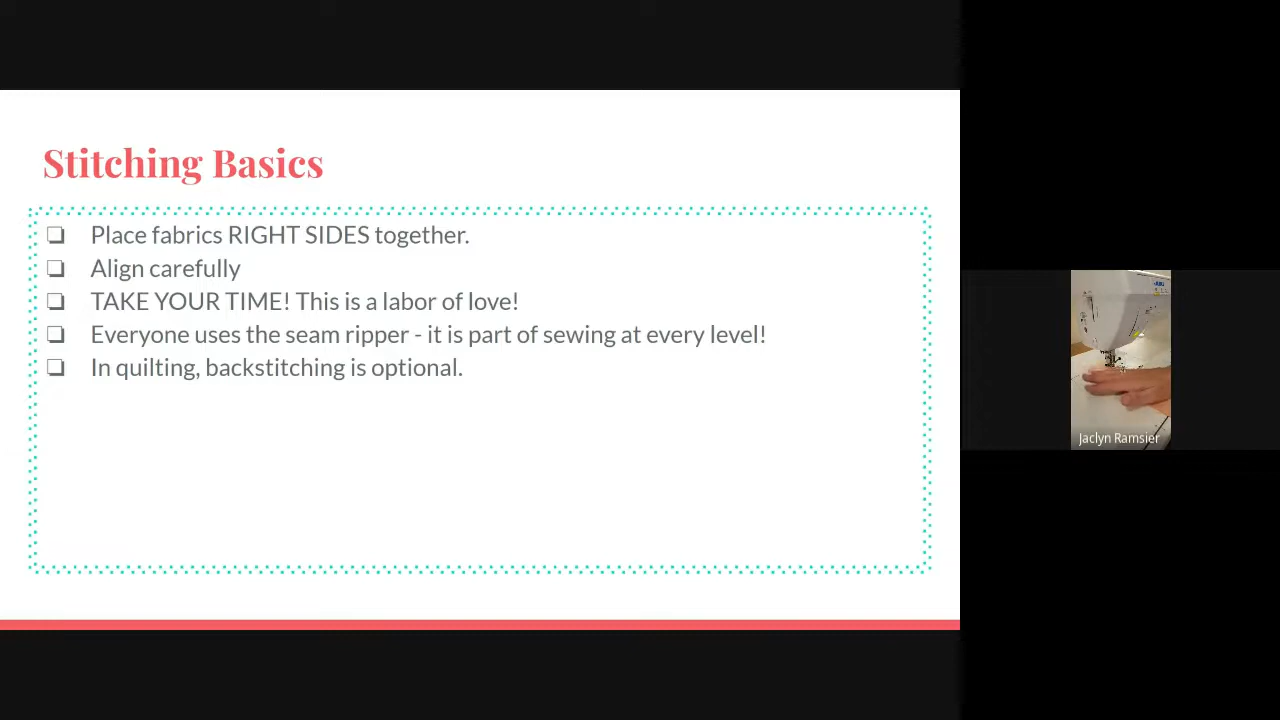 Stitching Basics
❏ Place fabrics RIGHT SIDES together.
❏ Align carefully
❏ TAKE YOUR TIME! This is a labor of love!
❏ Everyone uses the seam ripper - it is part of sewing at every level!
❏ In quilting, backstitching is optional.
Jaclyn Ramsier